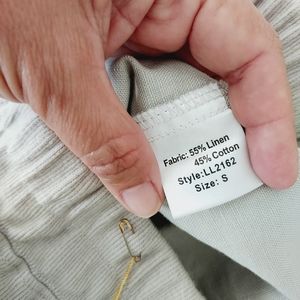 Fabric: 55% Linen
45% Cotton
Style:LL2162
Size: S